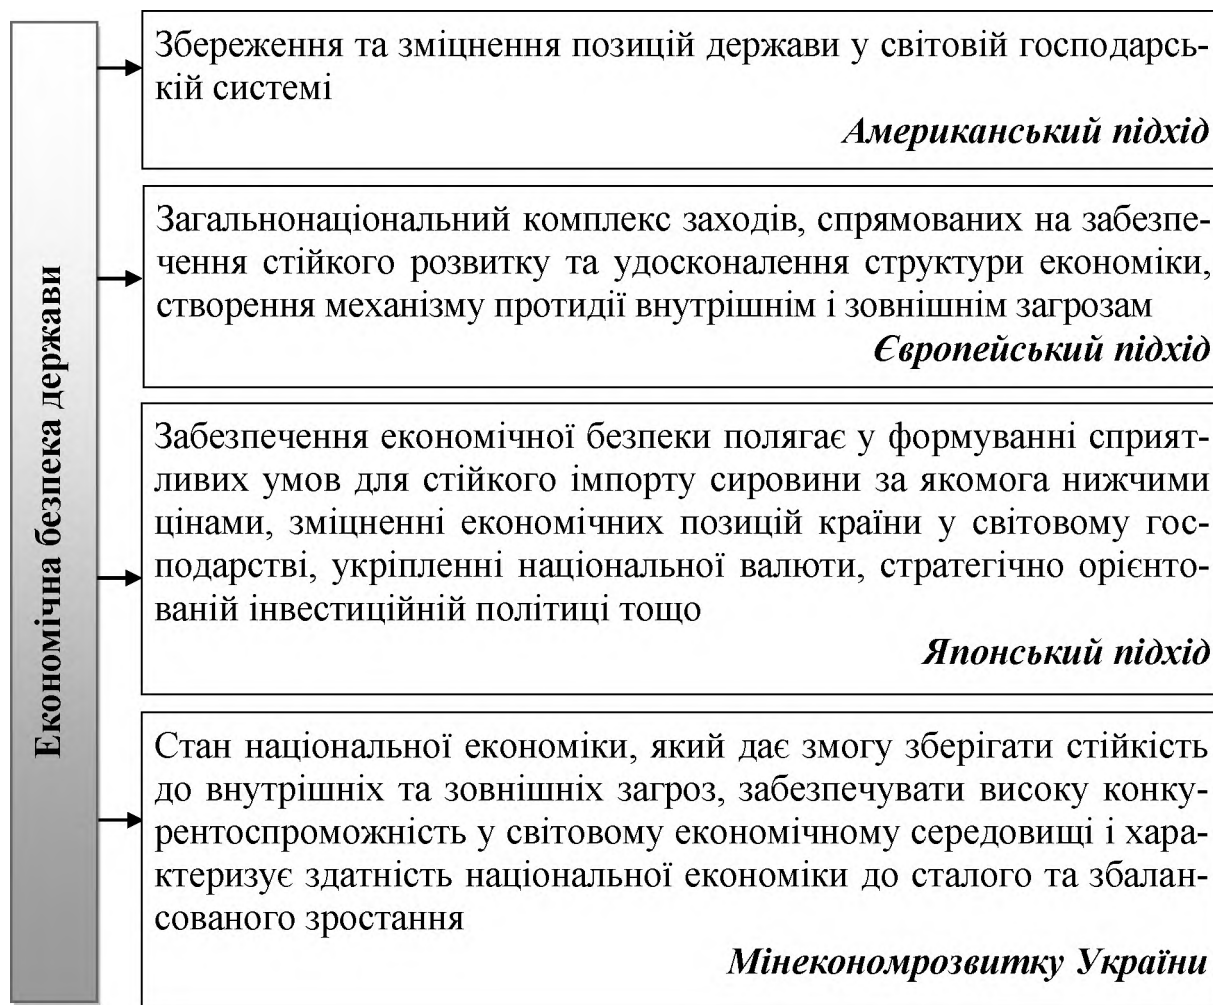 Економічна безпека держави
Збереження та зміцнення позицій держави у світовій господарсь-
кій системі
Американський підхід
Загальнонаціональний комплекс заходів, спрямованих на забезпе-
чення стійкого розвитку та удосконалення структури економіки,
створення механізму протидії внутрішнім і зовнішнім загрозам
Європейський підхід
Забезпечення економічної безпеки полягає у формуванні сприят-
ливих умов для стійкого імпорту сировини за якомога нижчими
цінами, зміцненні економічних позицій країни у світовому гос-
подарстві, укріпленні національної валюти, стратегічно орієнто-
ваній інвестиційній політиці тощо
Японський підхід
Стан національної економіки, який дає змогу зберігати стійкість
до внутрішніх та зовнішніх загроз, забезпечувати високу конку-
рентоспроможність у світовому економічному середовищі і хара-
ктеризує здатність національної економіки до сталого та збалан-
сованого зростання
Мінекономрозвитку України